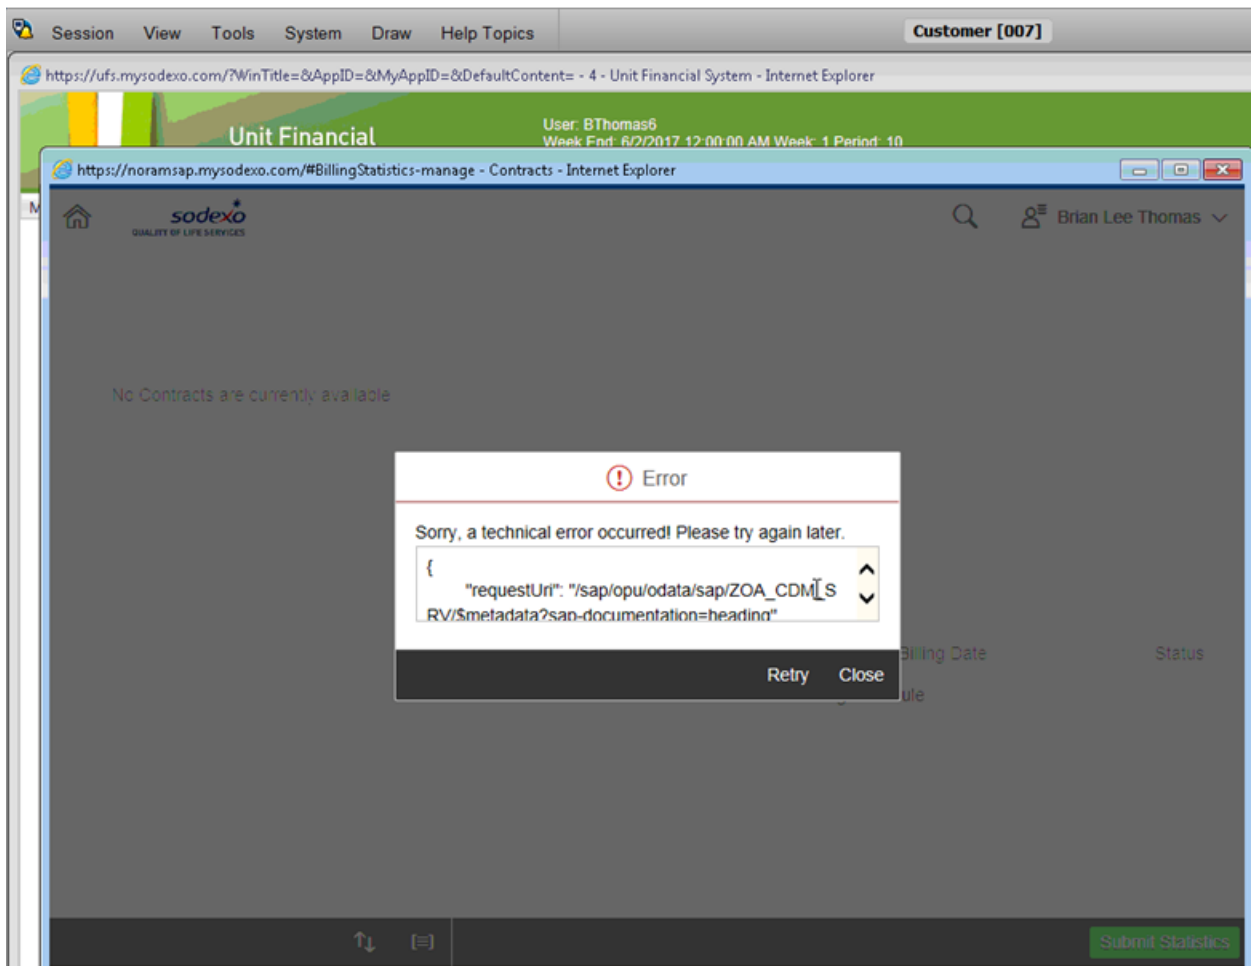 Session View Tools System Draw Help Topics Customer [007]
https://ufs.mysodexo.com/?WinTitle=&AppID=&MyAppID=&DefaultContent= - 4 - Unit Financial System - Internet Explorer
Unit Financial
User: BThomas6
Week End: 6/2/2017 12:00:00 AM Week: 1 Period: 10
https://noramsap.mysodexo.com/#BillingStatistics-manage - Contracts - Internet Explorer
M
sodexo
QUALITY OF LIFE SERVICES
Brian Lee Thomas
No Contracts are currently available
Error
Sorry, a technical error occurred! Please try again later.
{
"requestUri": "/sap/opu/odata/sap/ZOA_CDM_S
RV/$metadata?sap-documentation=heading"
Retry Close
Billing Date Status
ule
Submit Statistics